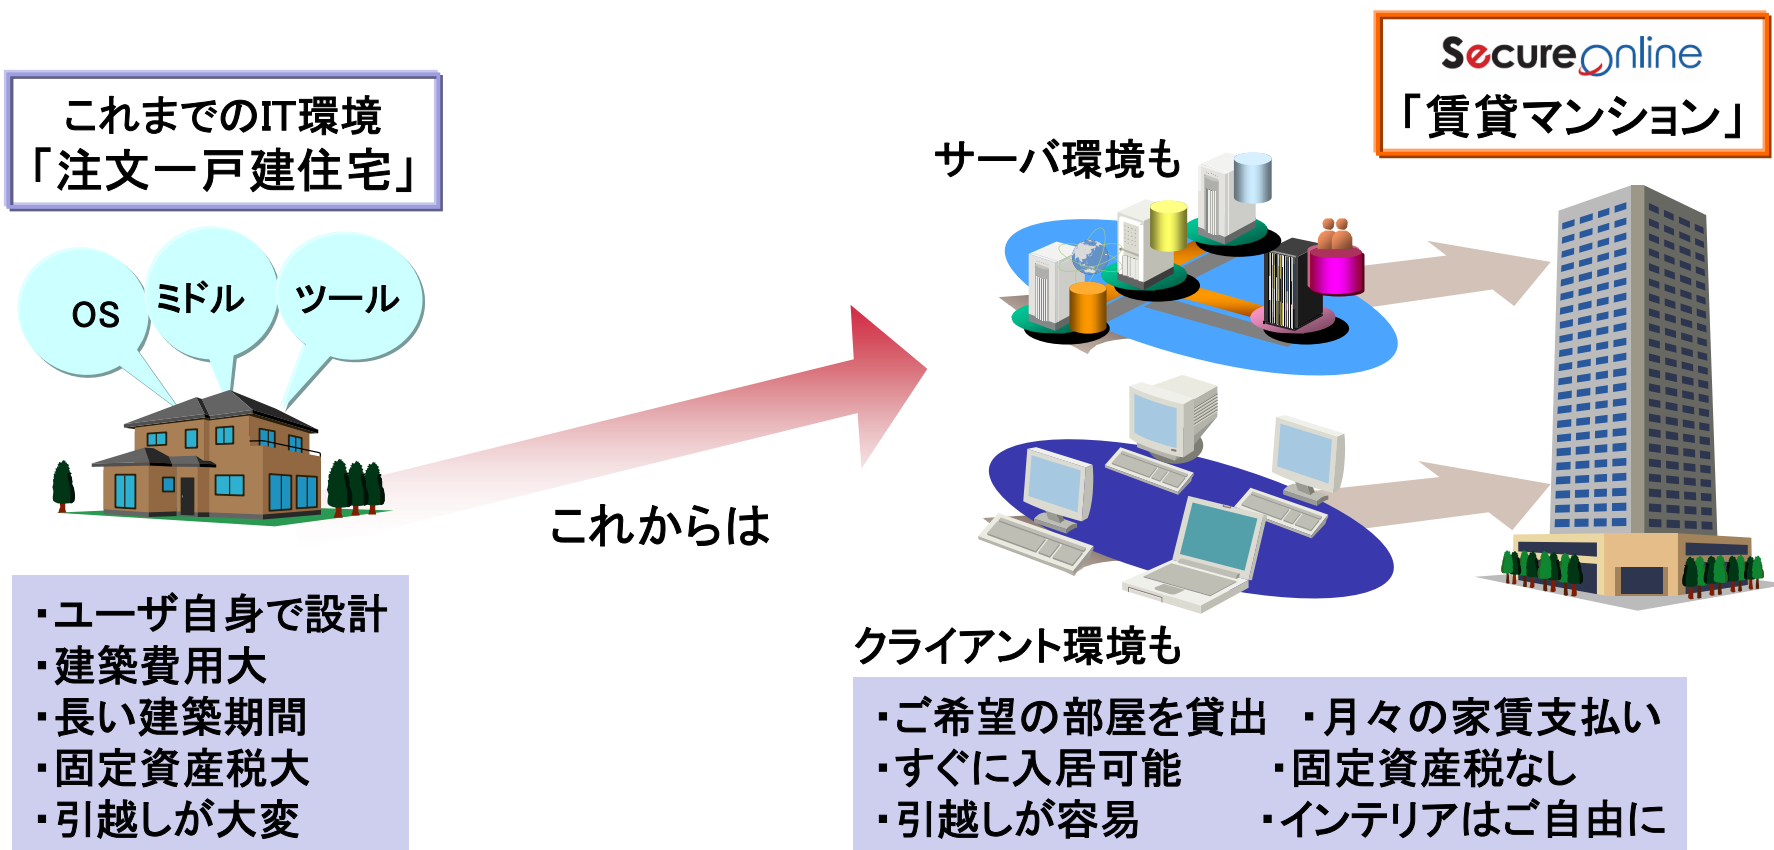 これまでのIT環境
「注文一戸建住宅」
OS
ミドル
ツール
・ユーザ自身で設計
・建築費用大
・長い建築期間
・固定資産税大
・引越しが大変
これからは
サーバ環境も
クライアント環境も
SecureOnline
「賃貸マンション」
・ご希望の部屋を貸出 ・月々の家賃支払い
・すぐに入居可能 ・固定資産税なし
・引越しが容易 ・インテリアはご自由に